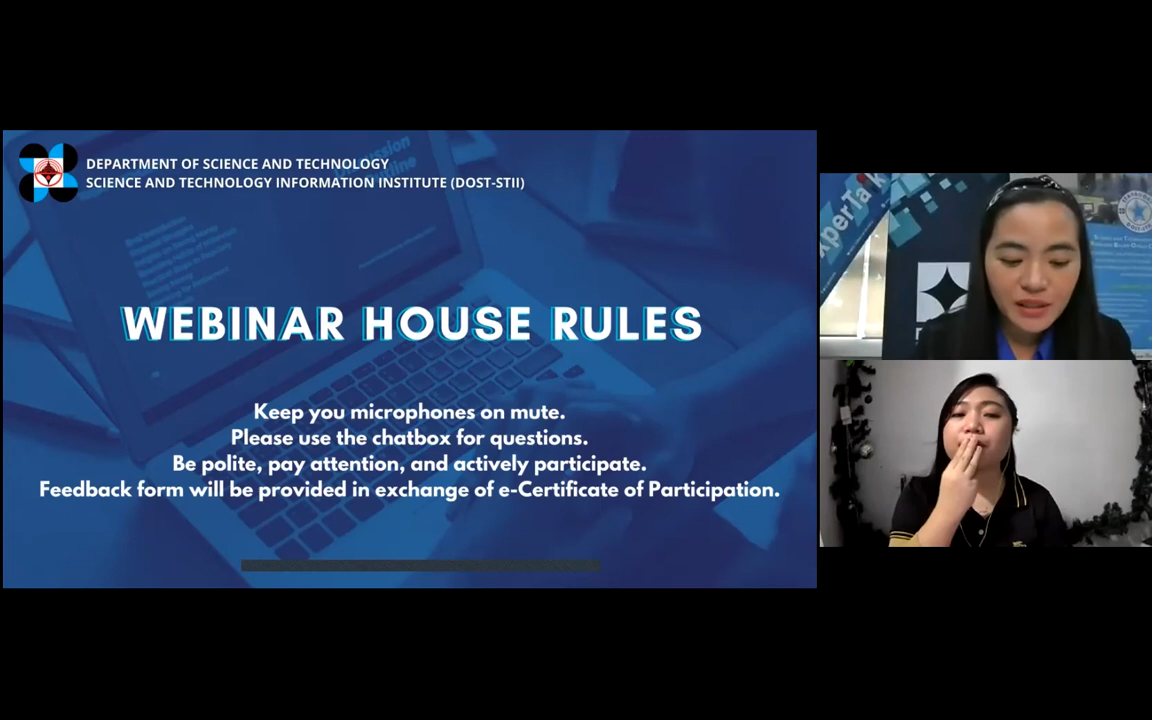 DEPARTMENT OF SCIENCE AND TECHNOLOGY
SCIENCE AND TECHNOLOGY INFORMATION INSTITUTE (DOST-STII)
WEBINAR HOUSE RULES
Keep you microphones on mute.
Please use the chatbox for questions.
Be polite, pay attention, and actively participate.
Feedback form will be provided in exchange of e-Certificate of Participation.
xperTalk